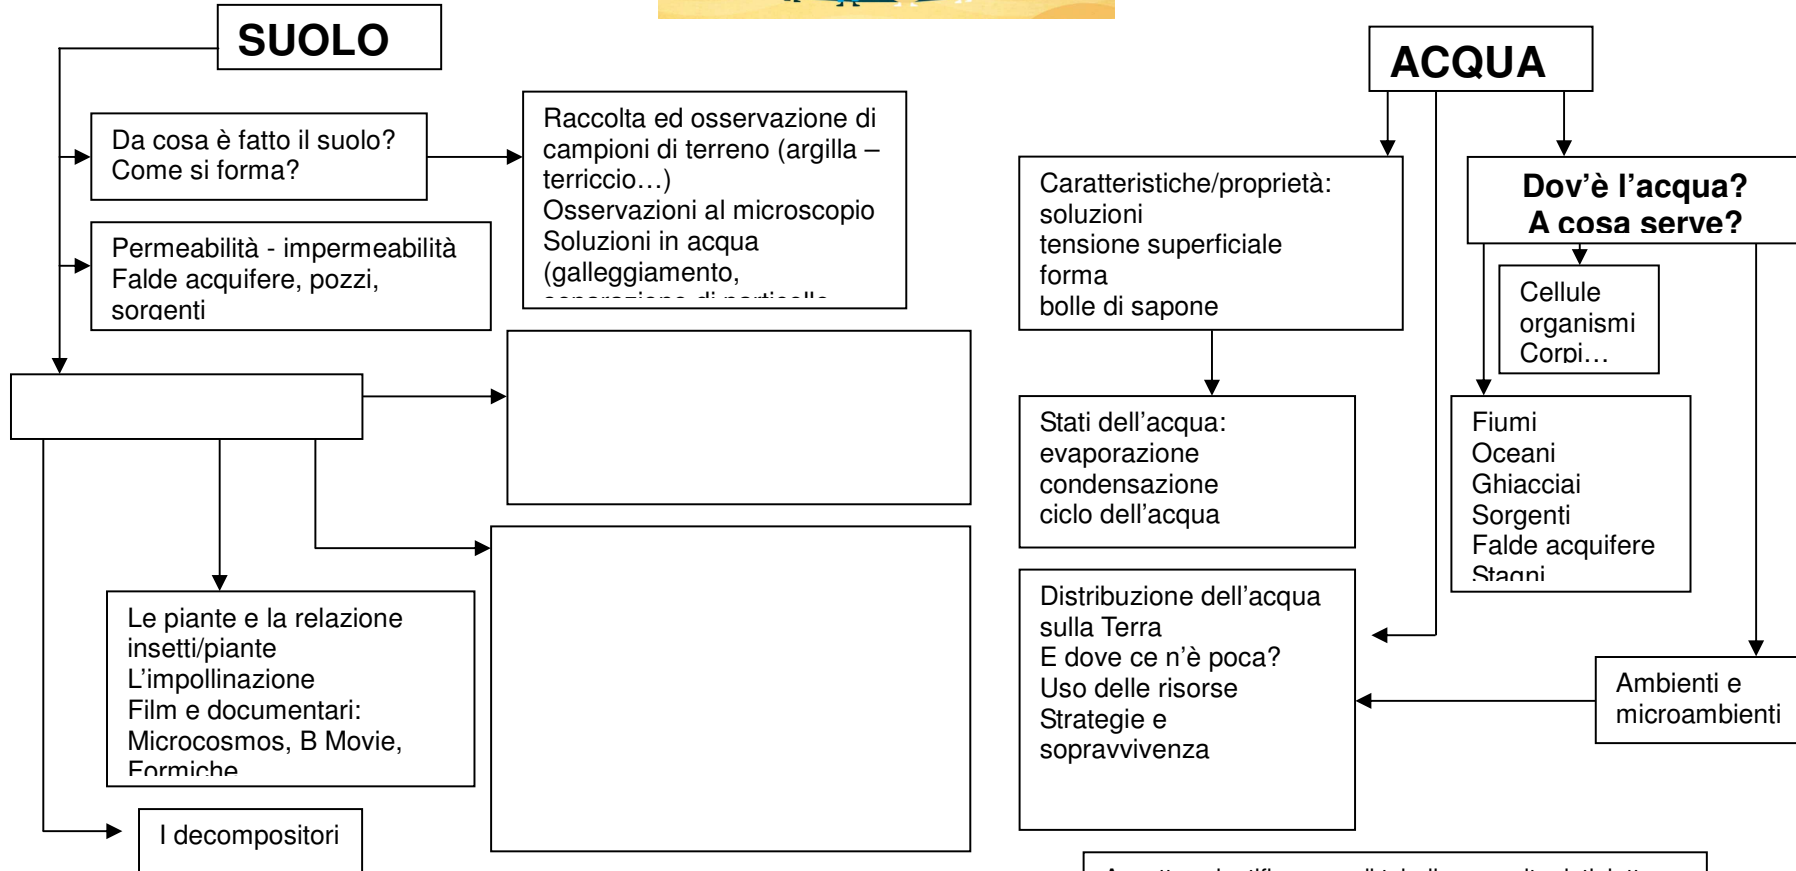 SUOLO
Da cosa è fatto il suolo?
Come si forma?
Raccolta ed osservazione di
campioni di terreno (argilla –
terriccio…)
Osservazioni al microscopio
Soluzioni in acqua
(galleggiamento,
separazione di particelle
Permeabilità - impermeabilità
Falde acquifere, pozzi,
sorgenti
Le piante e la relazione
insetti/piante
L’impollinazione
Film e documentari:
Microcosmos, B Movie,
Formiche
I decompositori
ACQUA
Caratteristiche/proprietà:
soluzioni
tensione superficiale
forma
bolle di sapone
Dov’è l’acqua?
A cosa serve?
Cellule
organismi
Corpi…
Stati dell’acqua:
evaporazione
condensazione
ciclo dell’acqua
Fiumi
Oceani
Ghiacciai
Sorgenti
Falde acquifere
Stagni
Distribuzione dell’acqua
sulla Terra
E dove ce n’è poca?
Uso delle risorse
Strategie e
sopravvivenza
Ambienti e
microambienti